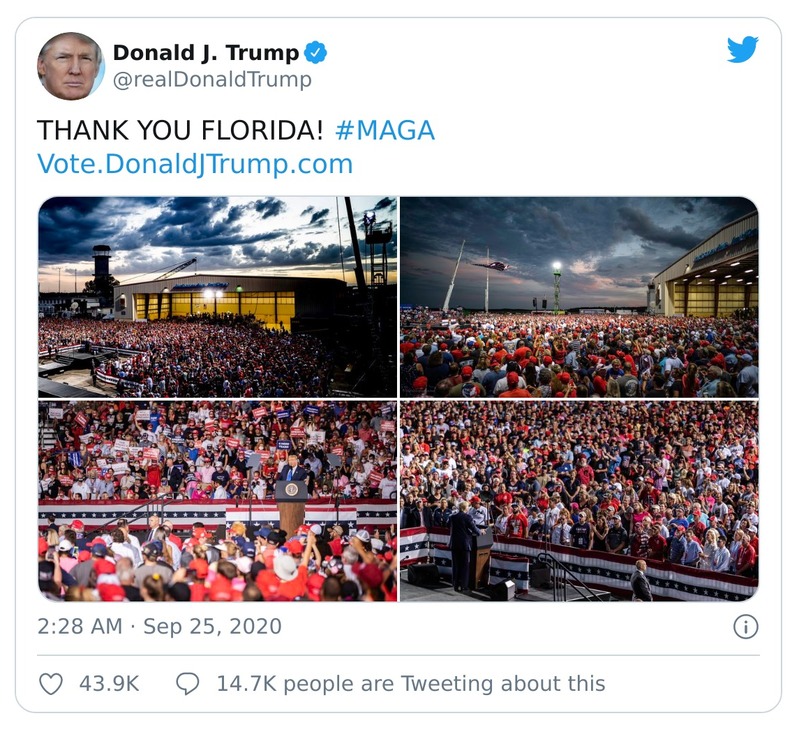 Donald J. Trump
@realDonaldTrump
THANK YOU FLORIDA! #MAGA
Vote.DonaldJTrump.com
2:28 AM · Sep 25, 2020
43.9K
14.7K people are Tweeting about this